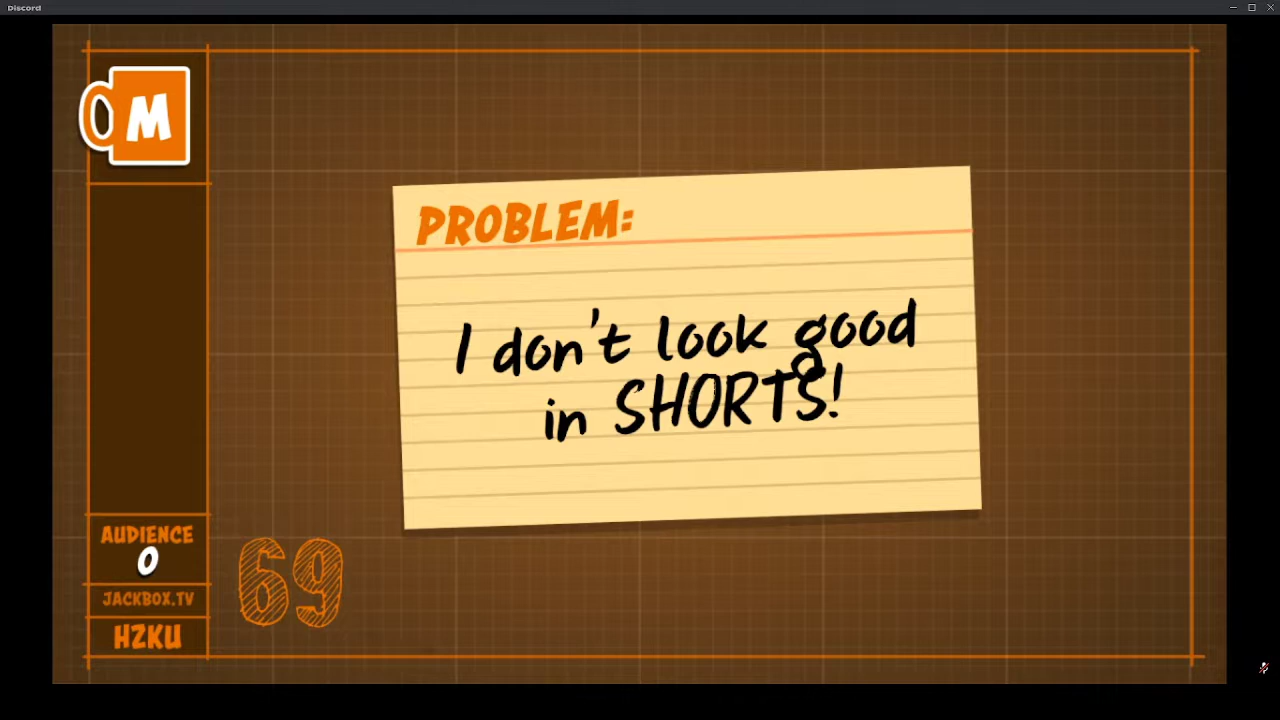 Discord
M
PROBLEM:
I don't look good
in SHORTS!
AUDIENCE
0
JACKBOX.TV
HZKU
69